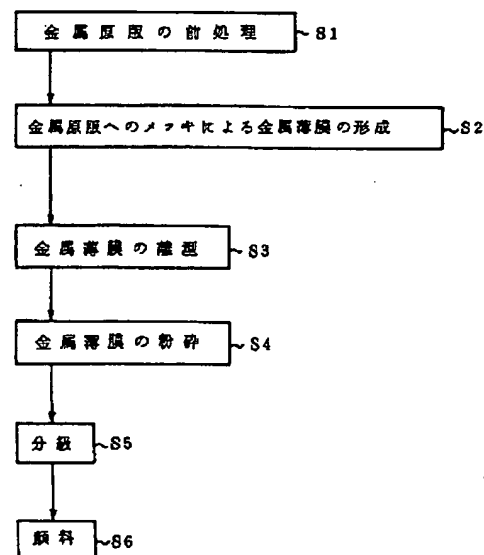 金属原版の前処理 ~S1
金属原版へのメッキによる金属薄膜の形成 ~S2
金属薄膜の離型 ~S3
金属薄膜の粉砕 ~S4
分級 ~S5
顔料 ~S6